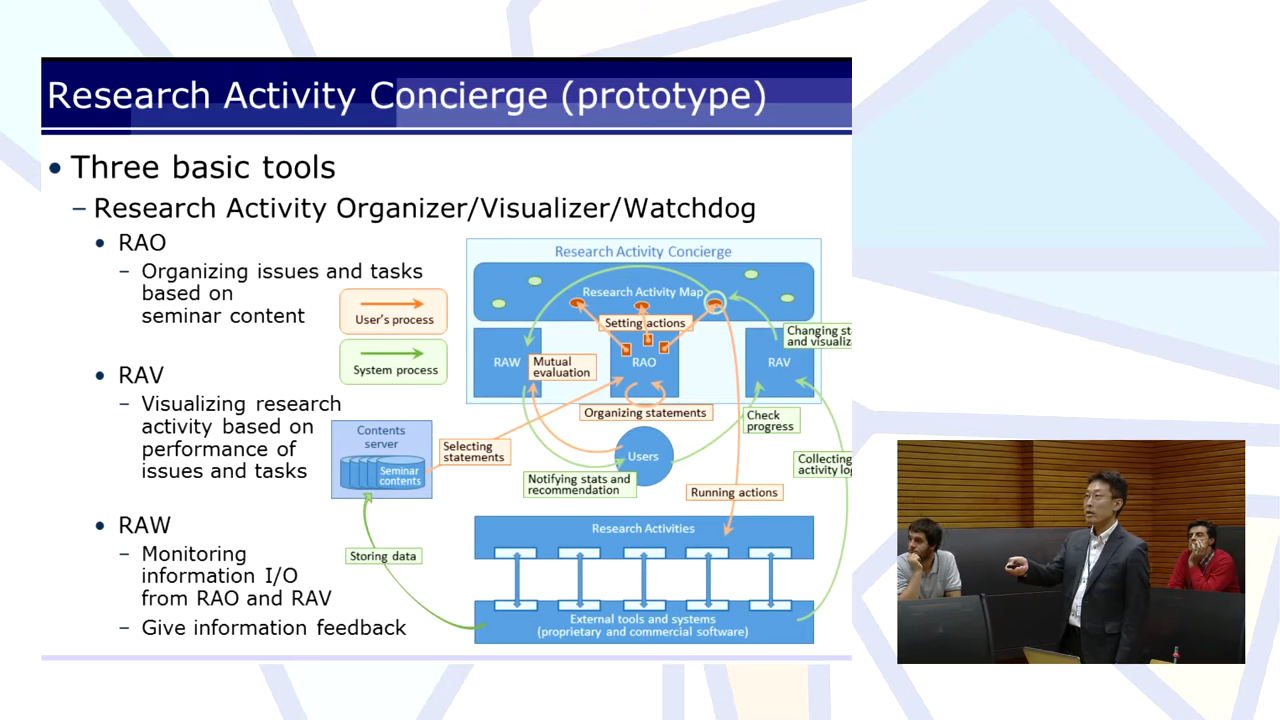 Research Activity Concierge (prototype)
• Three basic tools
– Research Activity Organizer/Visualizer/Watchdog
• RAO
– Organizing issues and tasks
based on
seminar content
• RAV
– Visualizing research
activity based on
performance of
issues and tasks
• RAW
– Monitoring
information I/O
from RAO and RAV
– Give information feedback
User's process
System process
Research Activity Concierge
Research Activity Map
Setting actions
Changing st
and visualiz
RAW
Mutual
evaluation
RAO
RAV
Organizing statements
Check
progress
Contents
server
Seminar
contents
Selecting
statements
Users
Collecting
activity log
Notifying stats and
recommendation
Running actions
Research Activities
Storing data
External tools and systems
(proprietary and commercial software)